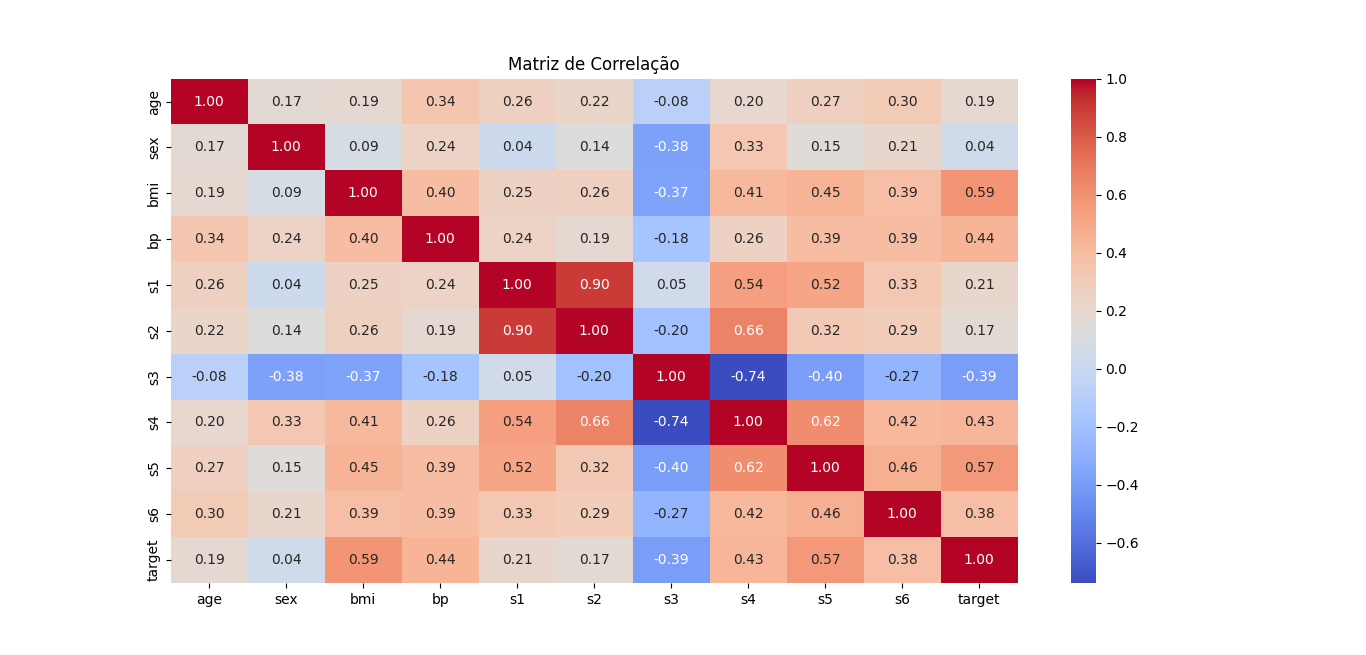 Matriz de Correlação
age 1.00 0.17 0.19 0.34 0.26 0.22 -0.08 0.20 0.27 0.30 0.19
sex 0.17 1.00 0.09 0.24 0.04 0.14 -0.38 0.33 0.15 0.21 0.04
bmi 0.19 0.09 1.00 0.40 0.25 0.26 -0.37 0.41 0.45 0.39 0.59
bp 0.34 0.24 0.40 1.00 0.24 0.19 -0.18 0.26 0.39 0.39 0.44
s1 0.26 0.04 0.25 0.24 1.00 0.90 0.05 0.54 0.52 0.33 0.21
s2 0.22 0.14 0.26 0.19 0.90 1.00 -0.20 0.66 0.32 0.29 0.17
s3 -0.08 -0.38 -0.37 -0.18 0.05 -0.20 1.00 -0.74 -0.40 -0.27 -0.39
s4 0.20 0.33 0.41 0.26 0.54 0.66 -0.74 1.00 0.62 0.42 0.43
s5 0.27 0.15 0.45 0.39 0.52 0.32 -0.40 0.62 1.00 0.46 0.57
s6 0.30 0.21 0.39 0.39 0.33 0.29 -0.27 0.42 0.46 1.00 0.38
target 0.19 0.04 0.59 0.44 0.21 0.17 -0.39 0.43 0.57 0.38 1.00
age sex bmi bp s1 s2 s3 s4 s5 s6 target
1.0
0.8
0.6
0.4
0.2
0.0
−0.2
−0.4
−0.6